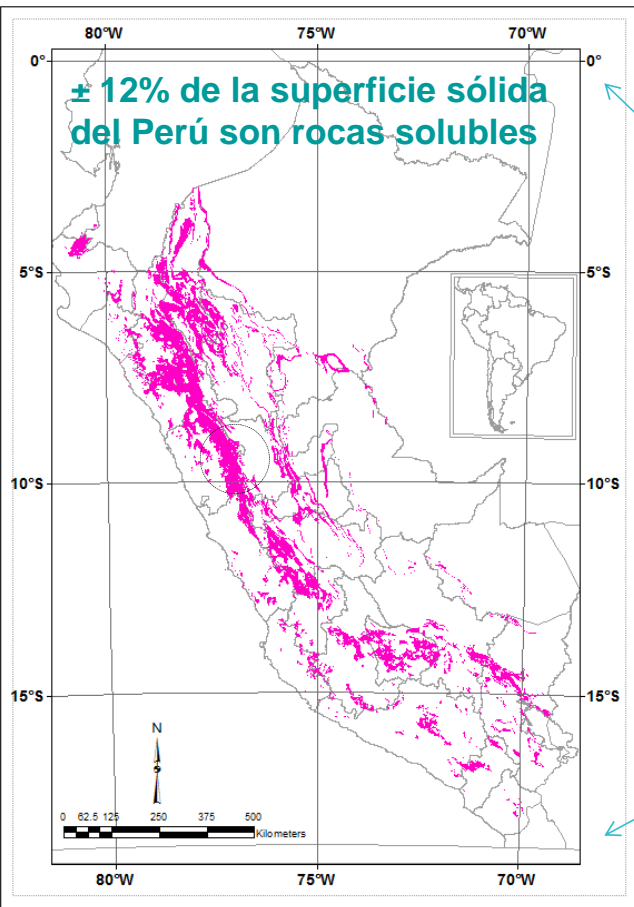 80°W 75°W 70°W
0° 0°
± 12% de la superficie sólida
del Perú son rocas solubles
5°S 5°S
10°S 10°S
15°S 15°S
N
S
0 62.5 125 250 375 500
Kilometers
80°W 75°W 70°W